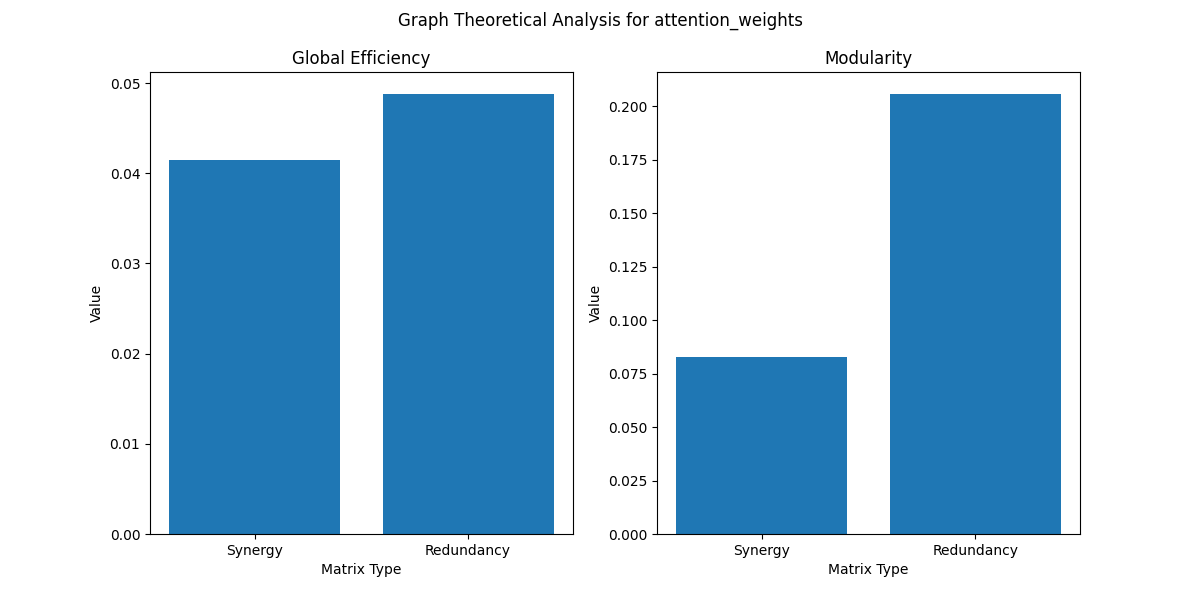 Graph Theoretical Analysis for attention_weights
Global Efficiency
Value
0.05
0.04
0.03
0.02
0.01
0.00
Synergy
Redundancy
Matrix Type
Modularity
Value
0.200
0.175
0.150
0.125
0.100
0.075
0.050
0.025
0.000
Synergy
Redundancy
Matrix Type